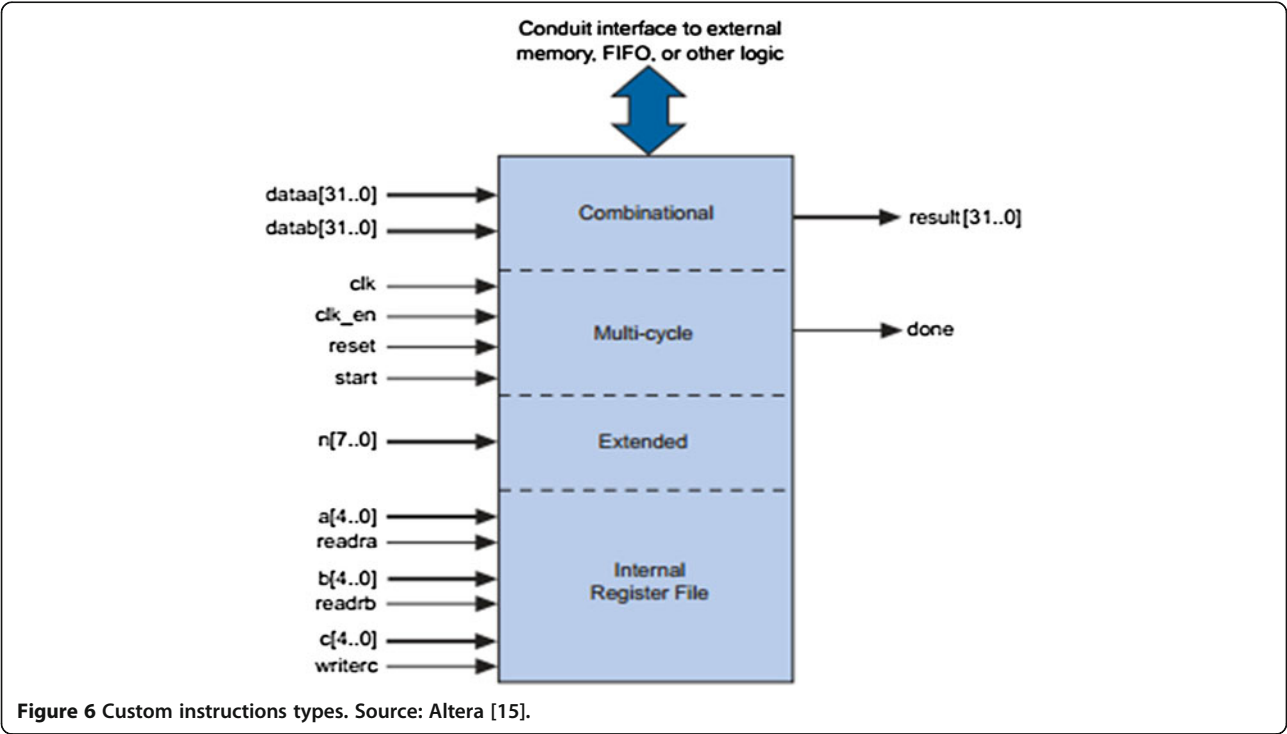 Conduit interface to external
memory, FIFO, or other logic
dataa[31..0]
datab[31..0]
clk
clk_en
reset
start
n[7..0]
a[4..0]
readra
b[4..0]
readrb
c[4..0]
writerc
Combinational
Multi-cycle
Extended
Internal
Register File
result[31..0]
done
Figure 6 Custom instructions types. Source: Altera [15].